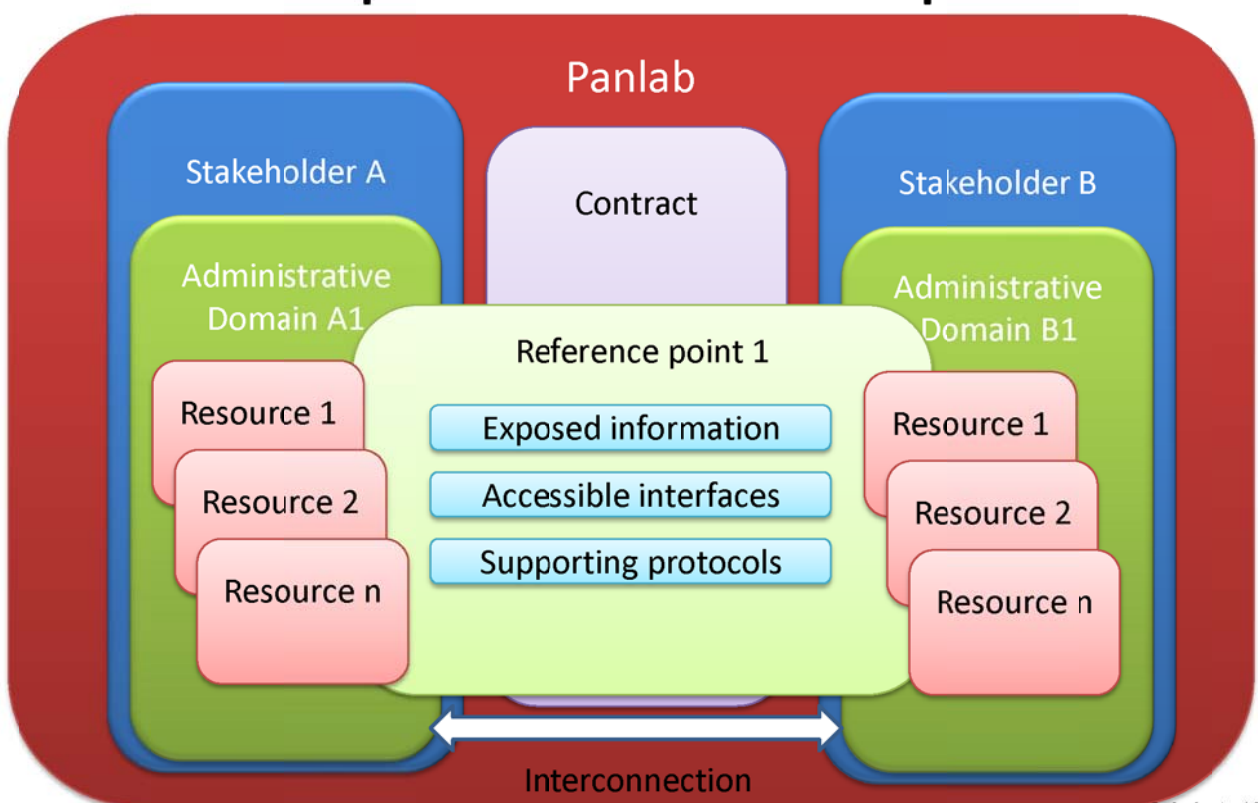 Panlab
Stakeholder A
Contract
Stakeholder B
Administrative
Domain A1
Administrative
Domain B1
Reference point 1
Resource 1
Resource 2
Resource n
Exposed information
Accessible interfaces
Supporting protocols
Resource 1
Resource 2
Resource n
Interconnection